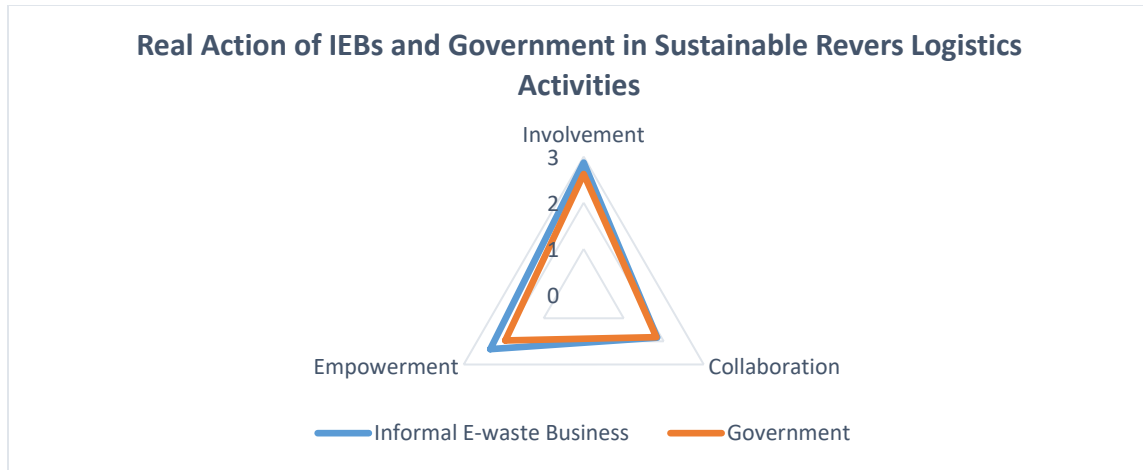 Real Action of IEBs and Government in Sustainable Revers Logistics
Activities
Involvement
3
2
1
0
Empowerment
Collaboration
Informal E-waste Business
Government